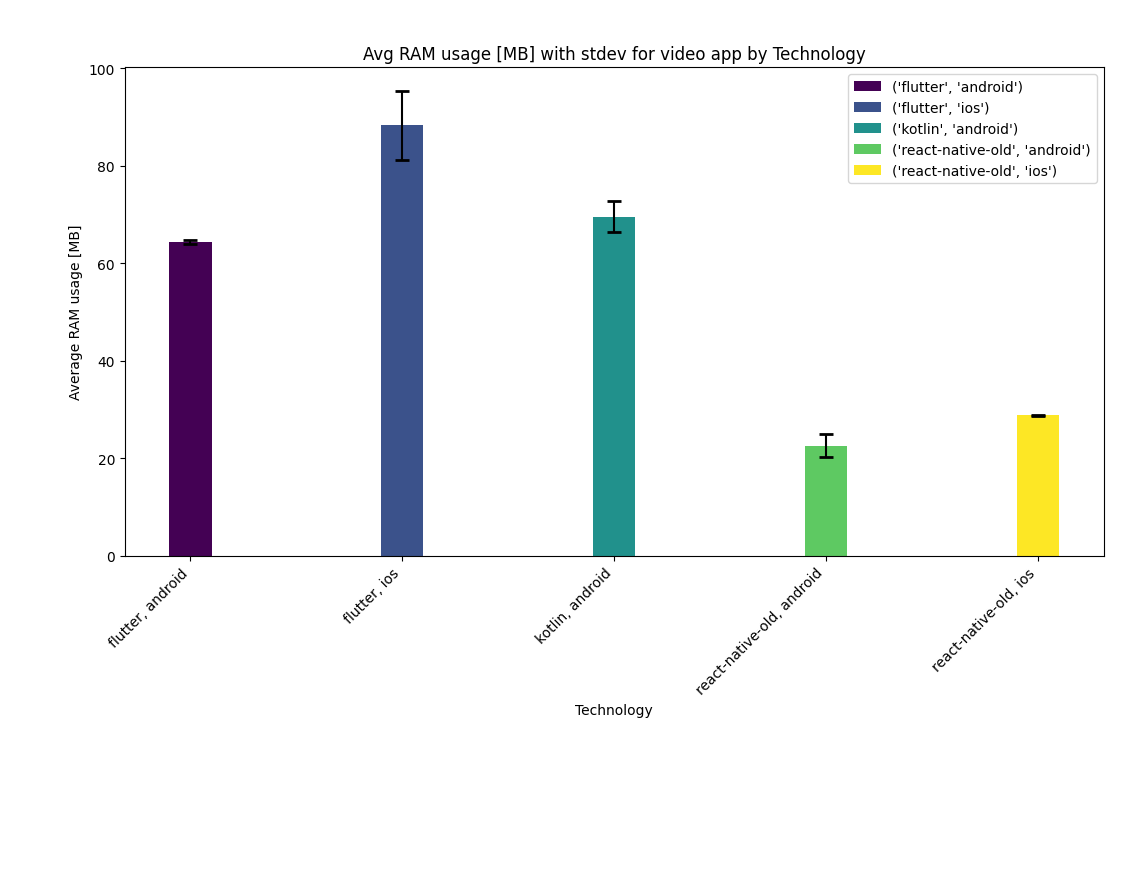 Avg RAM usage [MB] with stdev for video app by Technology
100
80
60
40
20
0
Average RAM usage [MB]
('flutter', 'android')
('flutter', 'ios')
('kotlin', 'android')
('react-native-old', 'android')
('react-native-old', 'ios')
flutter, android
flutter, ios
kotlin, android
react-native-old, android
react-native-old, ios
Technology